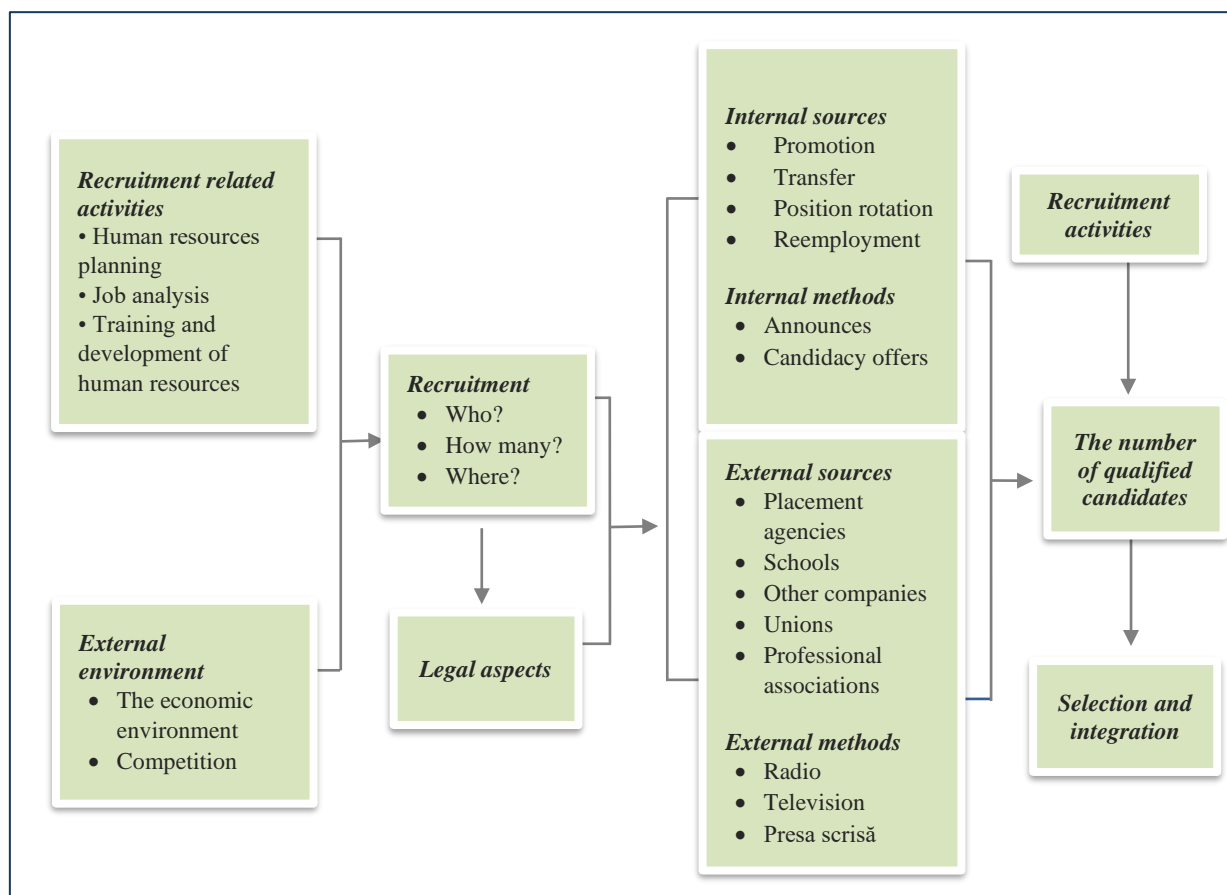 Recruitment related
activities
• Human resources
planning
• Job analysis
• Training and
development of
human resources
External
environment
• The economic
environment
• Competition
Recruitment
• Who?
• How many?
• Where?
Legal aspects
Internal sources
• Promotion
• Transfer
• Position rotation
• Reemployment
Internal methods
• Announces
• Candidacy offers
External sources
• Placement
agencies
• Schools
• Other companies
• Unions
• Professional
associations
External methods
• Radio
• Television
• Presa scrisă
Recruitment
activities
The number
of qualified
candidates
Selection and
integration